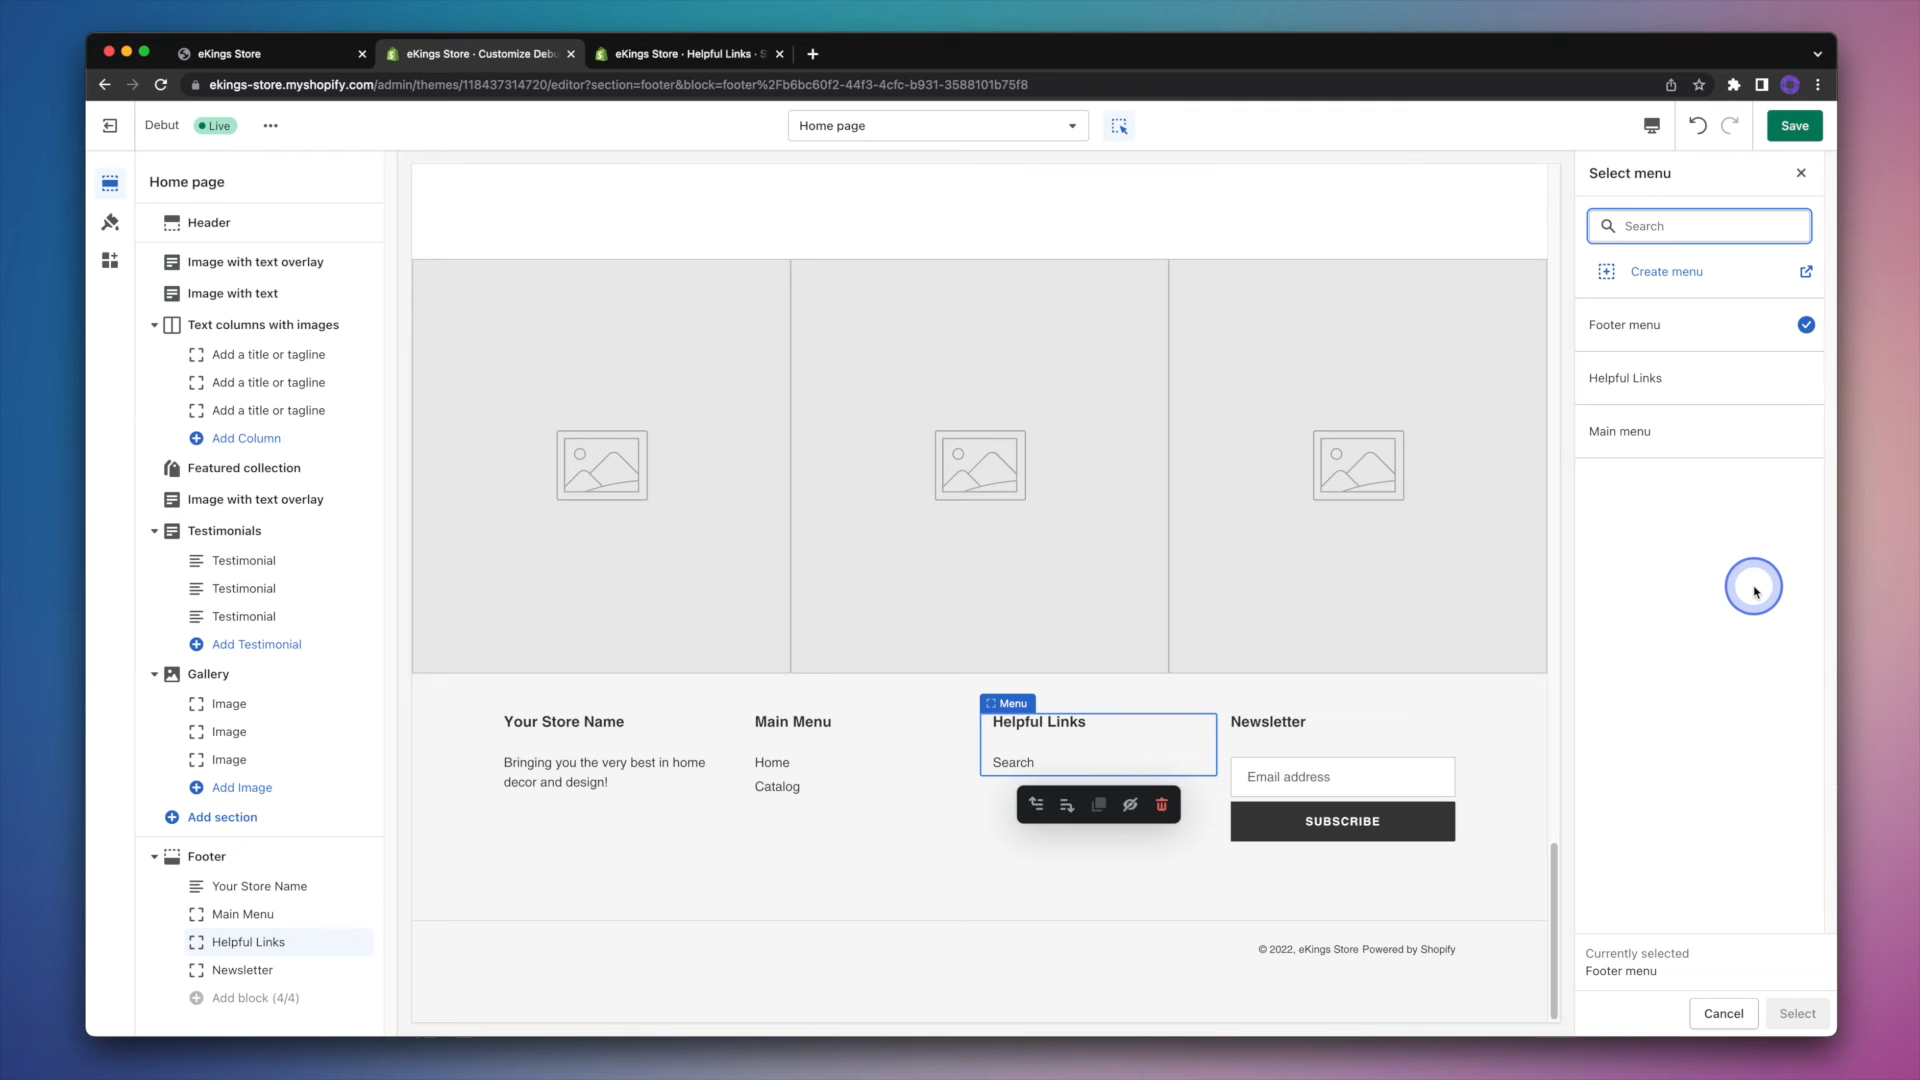 eKings Store
eKings Store · Customize Deb
eKings Store · Helpful Links · S
ekings-store.myshopify.com/admin/themes/118437314720/editor?section=footer&block=footer%2Fb6bc60f2-44f3-4cfc-b931-3588101b75f8
Debut
Live
Home page
Save
Home page
Header
Image with text overlay
Image with text
Text columns with images
Add a title or tagline
Add a title or tagline
Add a title or tagline
Add Column
Featured collection
Image with text overlay
Testimonials
Testimonial
Testimonial
Testimonial
Add Testimonial
Gallery
Image
Image
Image
Add Image
Add section
Footer
Your Store Name
Main Menu
Helpful Links
Newsletter
Add block (4/4)
Your Store Name
Bringing you the very best in home
decor and design!
Main Menu
Home
Catalog
Menu
Helpful Links
Search
Newsletter
Email address
SUBSCRIBE
© 2022, eKings Store Powered by Shopify
Select menu
Search
Create menu
Footer menu
Helpful Links
Main menu
Currently selected
Footer menu
Cancel
Select